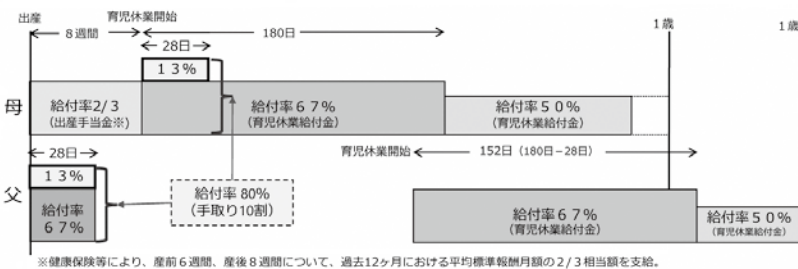 出産
育児休業開始
1歳
1歳
8週間
180日
28日
13%
母
給付率2/3
(出産手当金※)
給付率67%
(育児休業給付金)
給付率50%
(育児休業給付金)
28日
育児休業開始
152日(180日－28日)
父
13%
給付率
67%
給付率 80%
(手取り10割)
給付率67%
(育児休業給付金)
給付率50%
(育児休業給付金)
※健康保険等により、産前6週間、産後8週間について、過去12ヶ月における平均標準報酬月額の2/3相当額を支給。